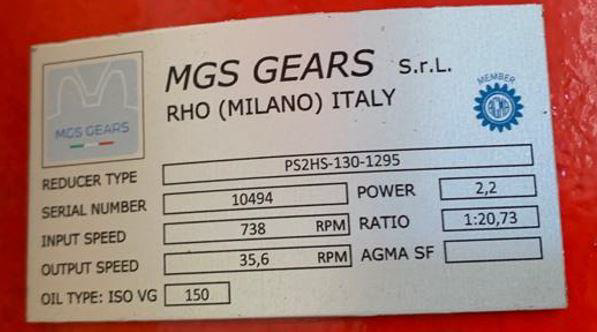 MGS GEARS S.r.L.
RHO (MILANO) ITALY
MGS GEARS
MEMBER
AGMA
REDUCER TYPE PS2HS-130-1295
SERIAL NUMBER 10494 POWER 2,2
INPUT SPEED 738 RPM RATIO 1:20,73
OUTPUT SPEED 35,6 RPM AGMA SF
OIL TYPE: ISO VG 150